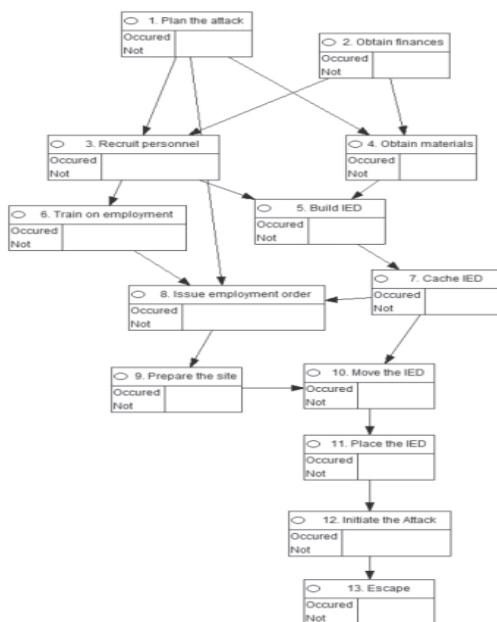 1. Plan the attack
Occured
Not
2. Obtain finances
Occured
Not
3. Recruit personnel
Occured
Not
4. Obtain materials
Occured
Not
6. Train on employment
Occured
Not
5. Build IED
Occured
Not
8. Issue employment order
Occured
Not
7. Cache IED
Occured
Not
9. Prepare the site
Occured
Not
10. Move the IED
Occured
Not
11. Place the IED
Occured
Not
12. Initiate the Attack
Occured
Not
13. Escape
Occured
Not